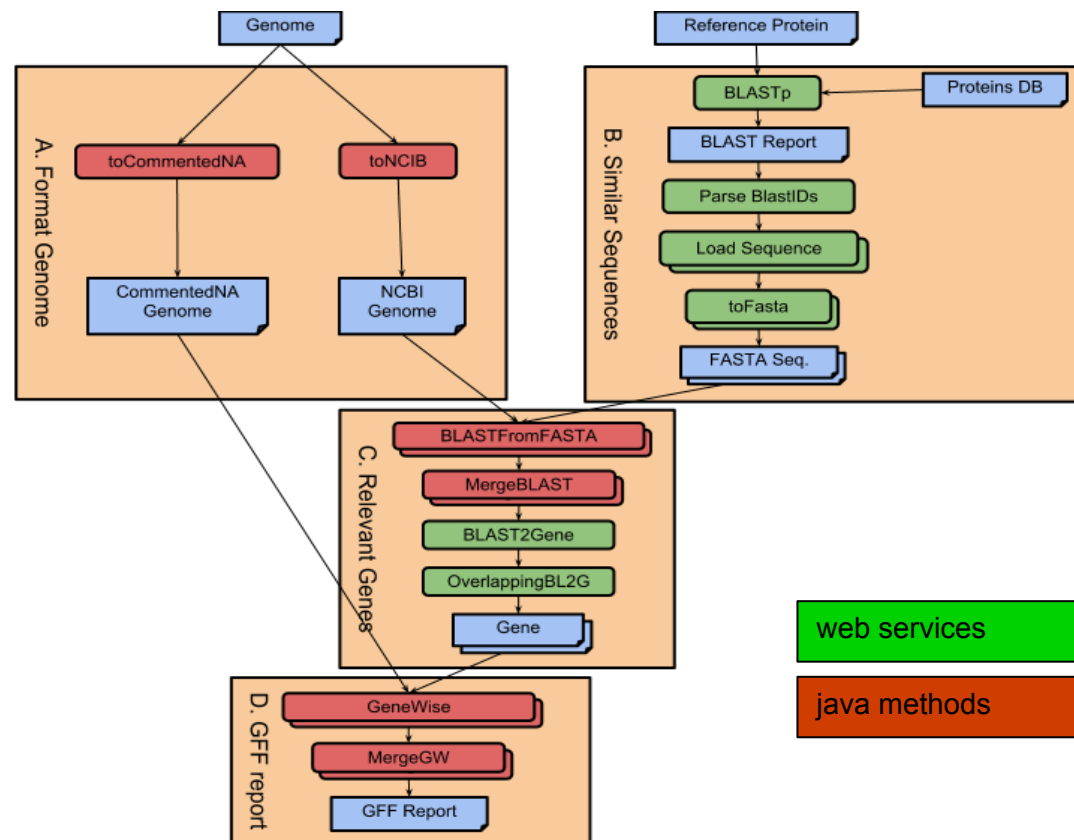 Genome
Reference Protein
A. Format Genome
toCommentedNA
toNCIB
CommentedNA
Genome
NCBI
Genome
B. Similar Sequences
BLASTp
Proteins DB
BLAST Report
Parse BlastIDs
Load Sequence
toFasta
FASTA Seq.
C. Relevant Genes
BLASTFromFASTA
MergeBLAST
BLAST2Gene
OverlappingBL2G
Gene
D. GFF report
GeneWise
MergeGW
GFF Report
web services
java methods